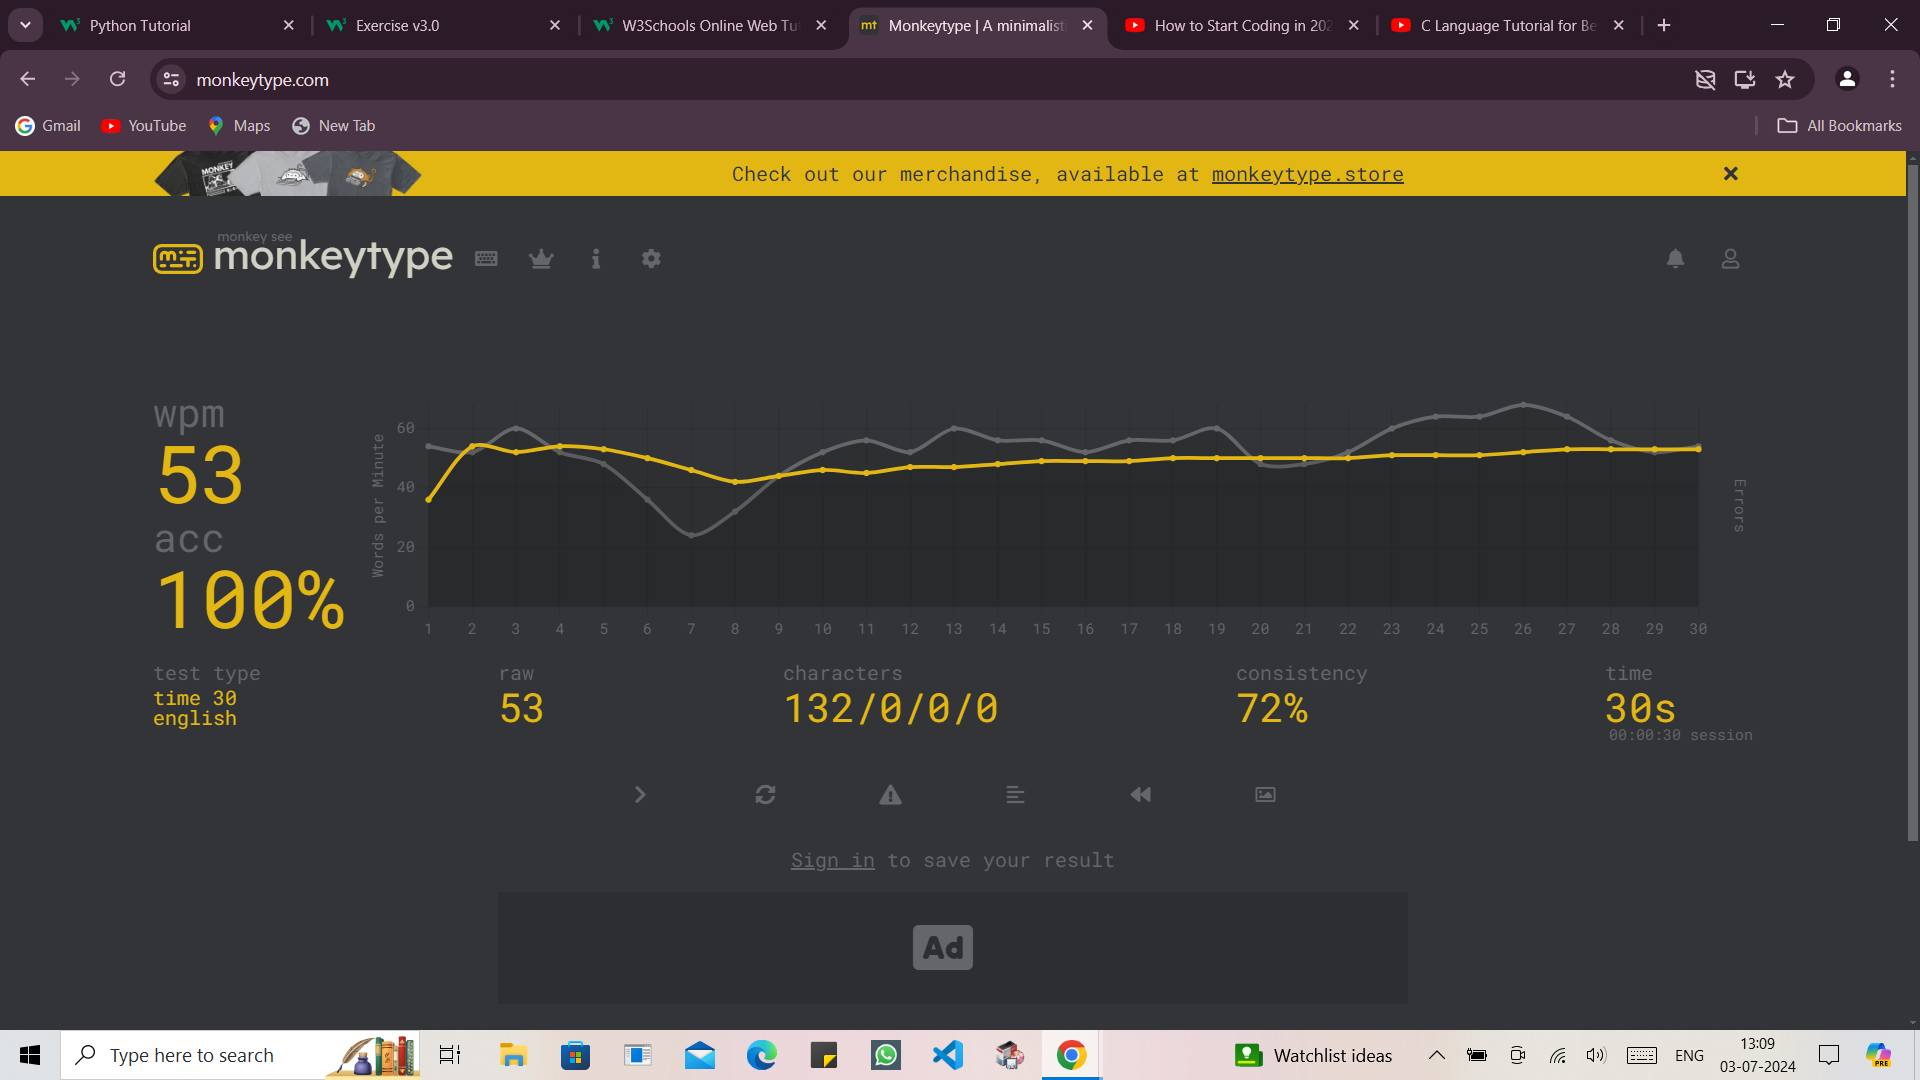 Python Tutorial
Exercise v3.0
W3Schools Online Web Tu
mt Monkeytype | A minimalist
How to Start Coding in 202
C Language Tutorial for Be
monkeytype.com
Gmail YouTube Maps New Tab All Bookmarks
MONKEY
Check out our merchandise, available at monkeytype.store
monkey see
monkeytype
wpm
53
acc
100%
Words per Minute
60
40
20
0
1 2 3 4 5 6 7 8 9 10 11 12 13 14 15 16 17 18 19 20 21 22 23 24 25 26 27 28 29 30
Errors
test type
time 30
english
raw
53
characters
132/0/0/0
consistency
72%
time
30s
00:00:30 session
Sign in to save your result
Ad
Type here to search
Watchlist ideas
ENG
13:09
03-07-2024
PRE